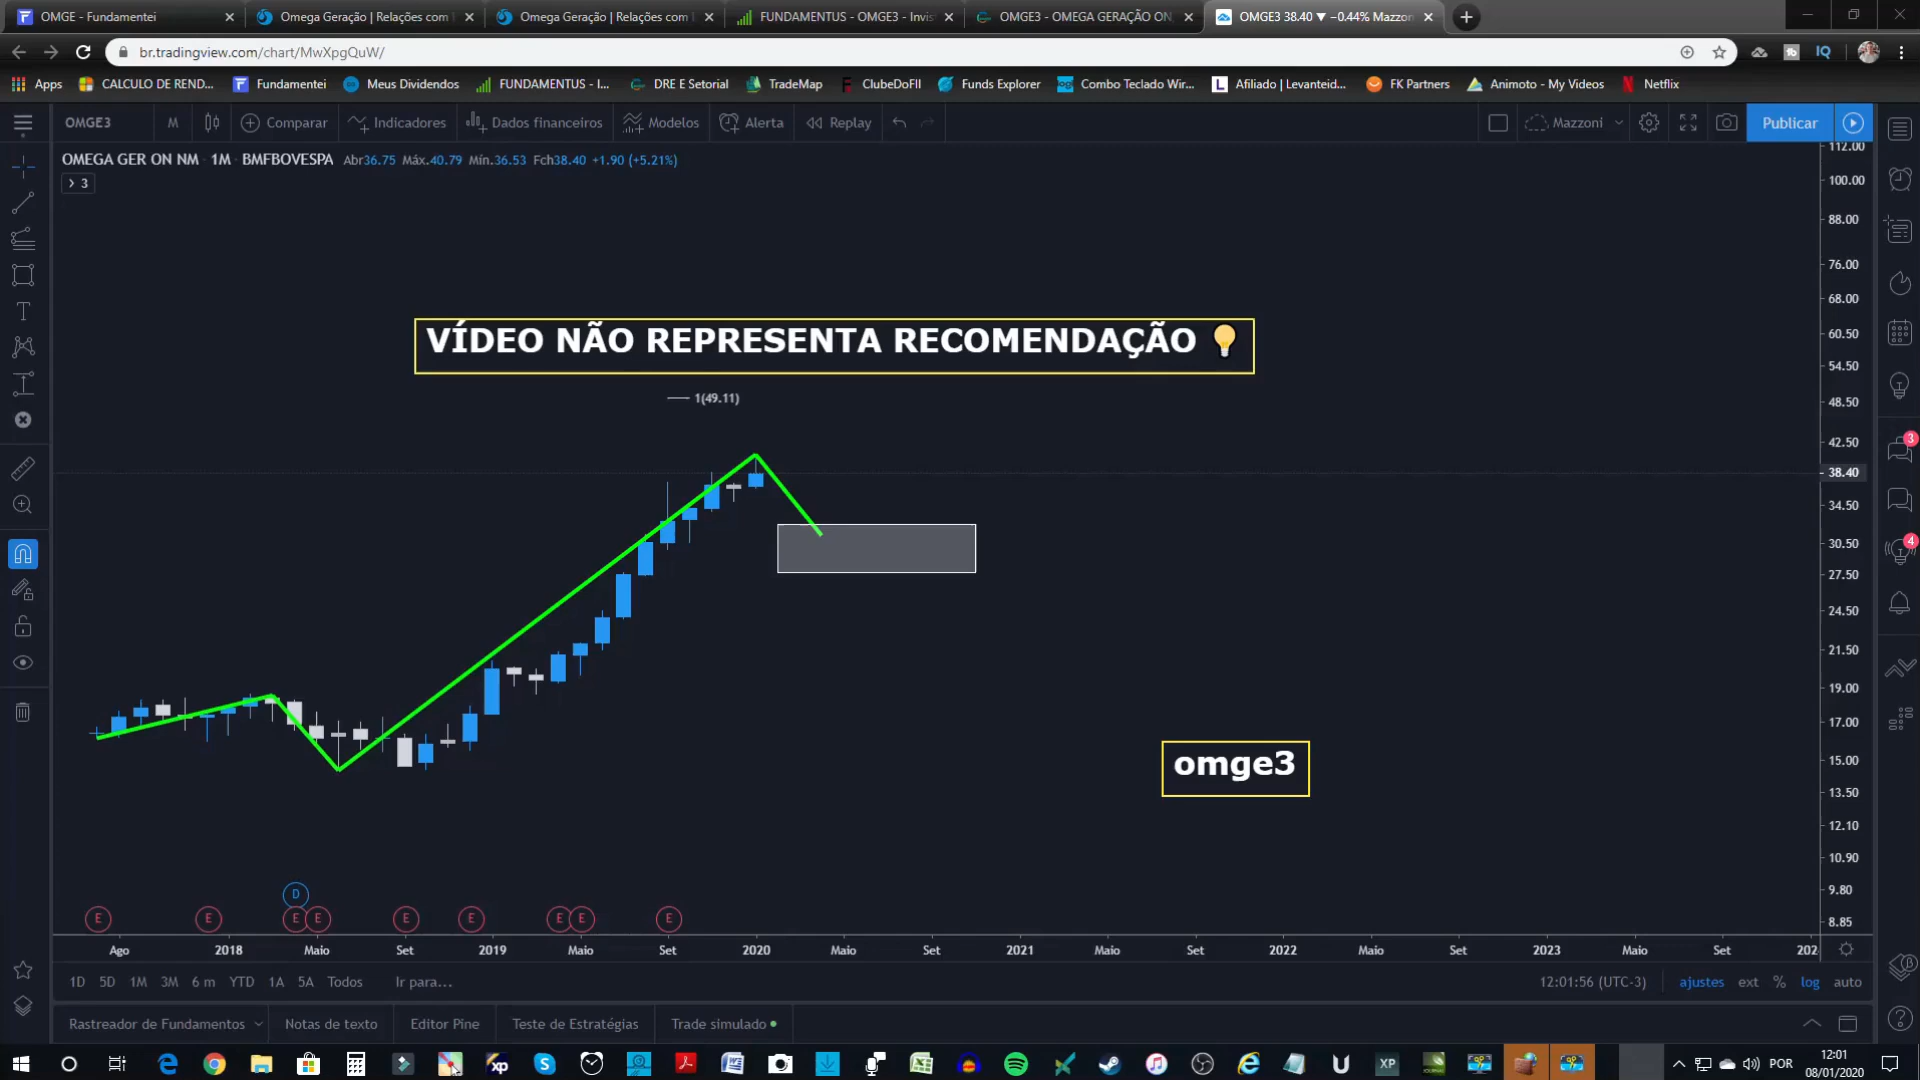 OMGE - Fundamentei
Omega Geração | Relações com I
Omega Geração | Relações com I
FUNDAMENTUS - OMGE3 - Invis
OMGE3 - OMEGA GERAÇÃO ON
OMGE3 38.40 ▼ −0.44% Mazzon
br.tradingview.com/chart/MwXpgQuW/
Apps
CALCULO DE REND...
Fundamentei
Meus Dividendos
FUNDAMENTUS - I...
DRE E Setorial
TradeMap
ClubeDoFII
Funds Explorer
Combo Teclado Wir...
Afiliado | Levanteid...
FK Partners
Animoto - My Videos
Netflix
OMGE3
M
Comparar
Indicadores
Dados financeiros
Modelos
Alerta
Replay
Mazzoni
Publicar
OMEGA GER ON NM 1M BMFBOVESPA Abr36.75 Máx.40.79 Mín.36.53 Fch38.40 +1.90 (+5.21%)
3
112.00
100.00
88.00
76.00
68.00
60.50
54.50
48.50
42.50
38.40
34.50
30.50
27.50
24.50
21.50
19.00
17.00
15.00
13.50
12.10
10.90
9.80
8.85
VÍDEO NÃO REPRESENTA RECOMENDAÇÃO
1(49.11)
omge3
D
E E E E E E E E
Ago 2018 Maio Set 2019 Maio Set 2020 Maio Set 2021 Maio Set 2022 Maio Set 2023 Maio Set 202
1D 5D 1M 3M 6 m YTD 1A 5A Todos Ir para...
12:01:56 (UTC-3) ajustes ext % log auto
Rastreador de Fundamentos
Notas de texto
Editor Pine
Teste de Estratégias
Trade simulado
3
4
POR
12:01
08/01/2020